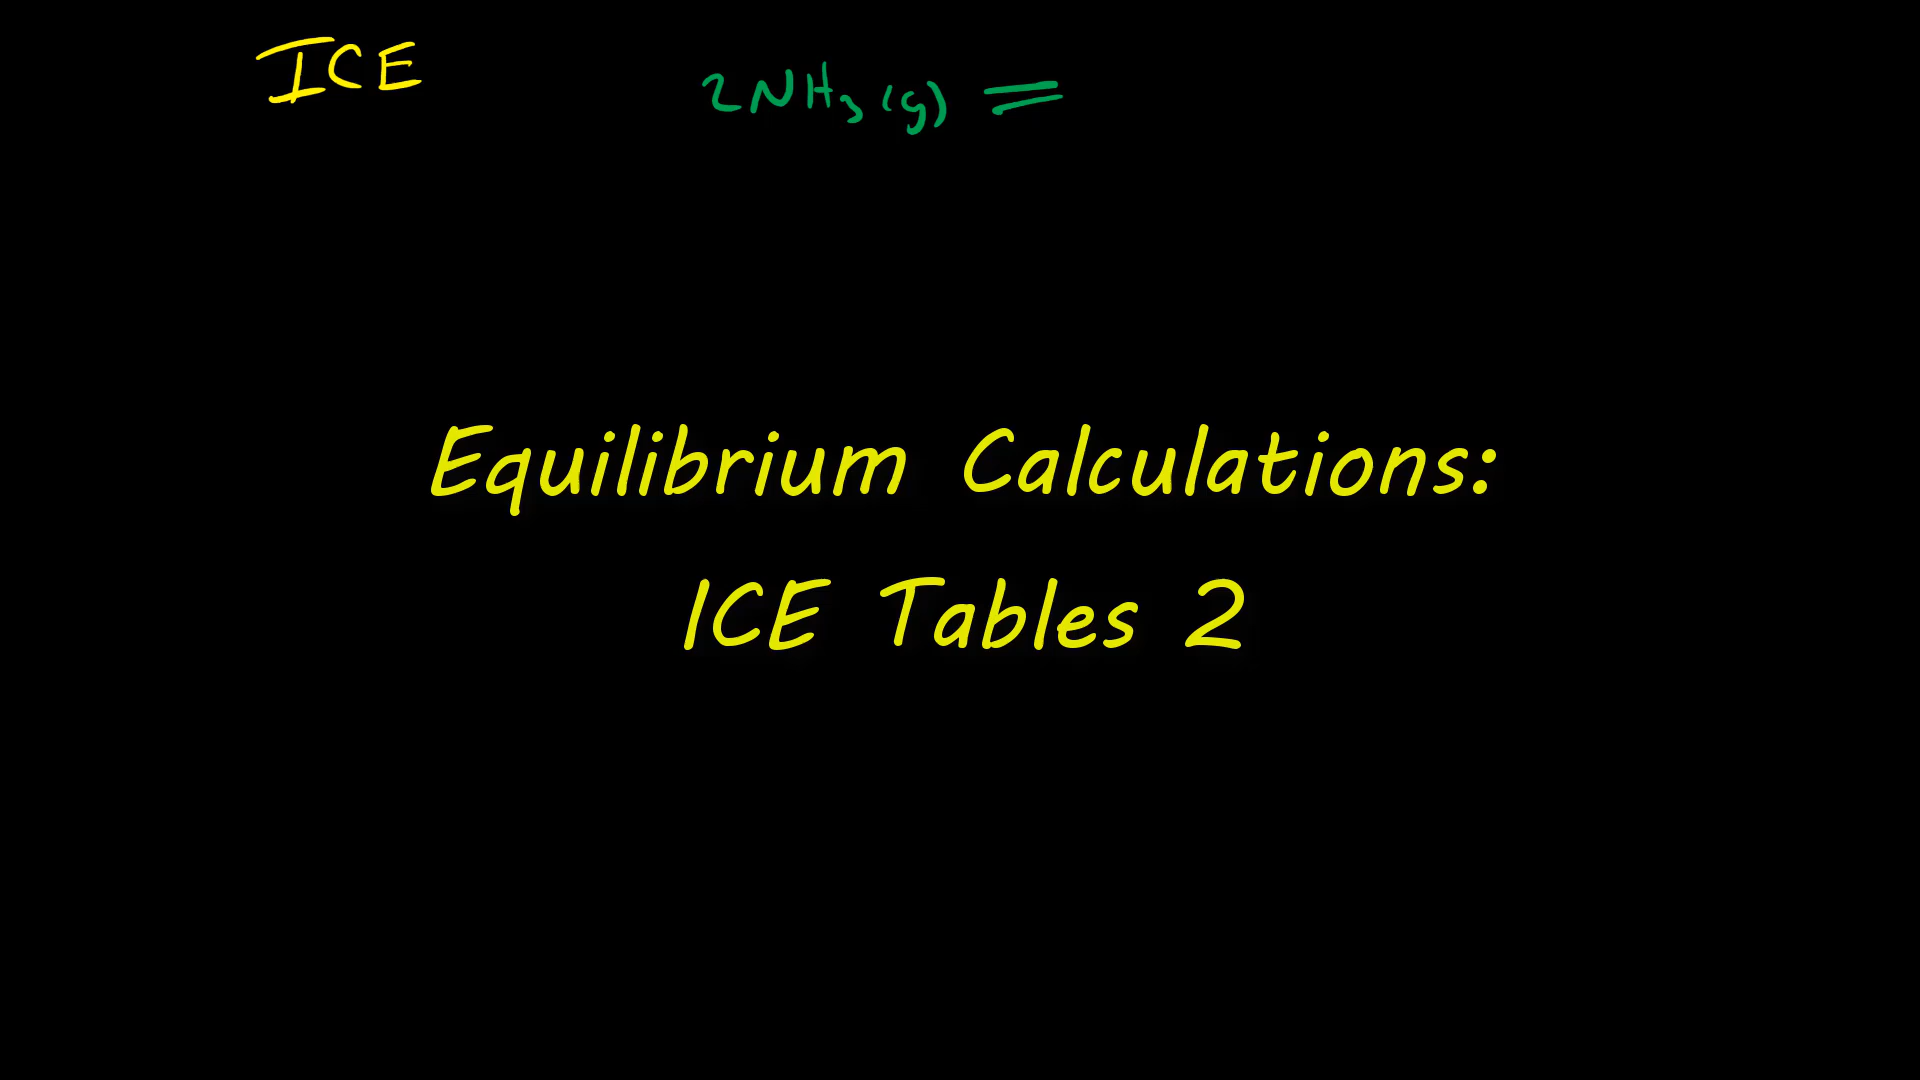 ICE
2NH₃(g) =
Equilibrium Calculations:
ICE Tables 2